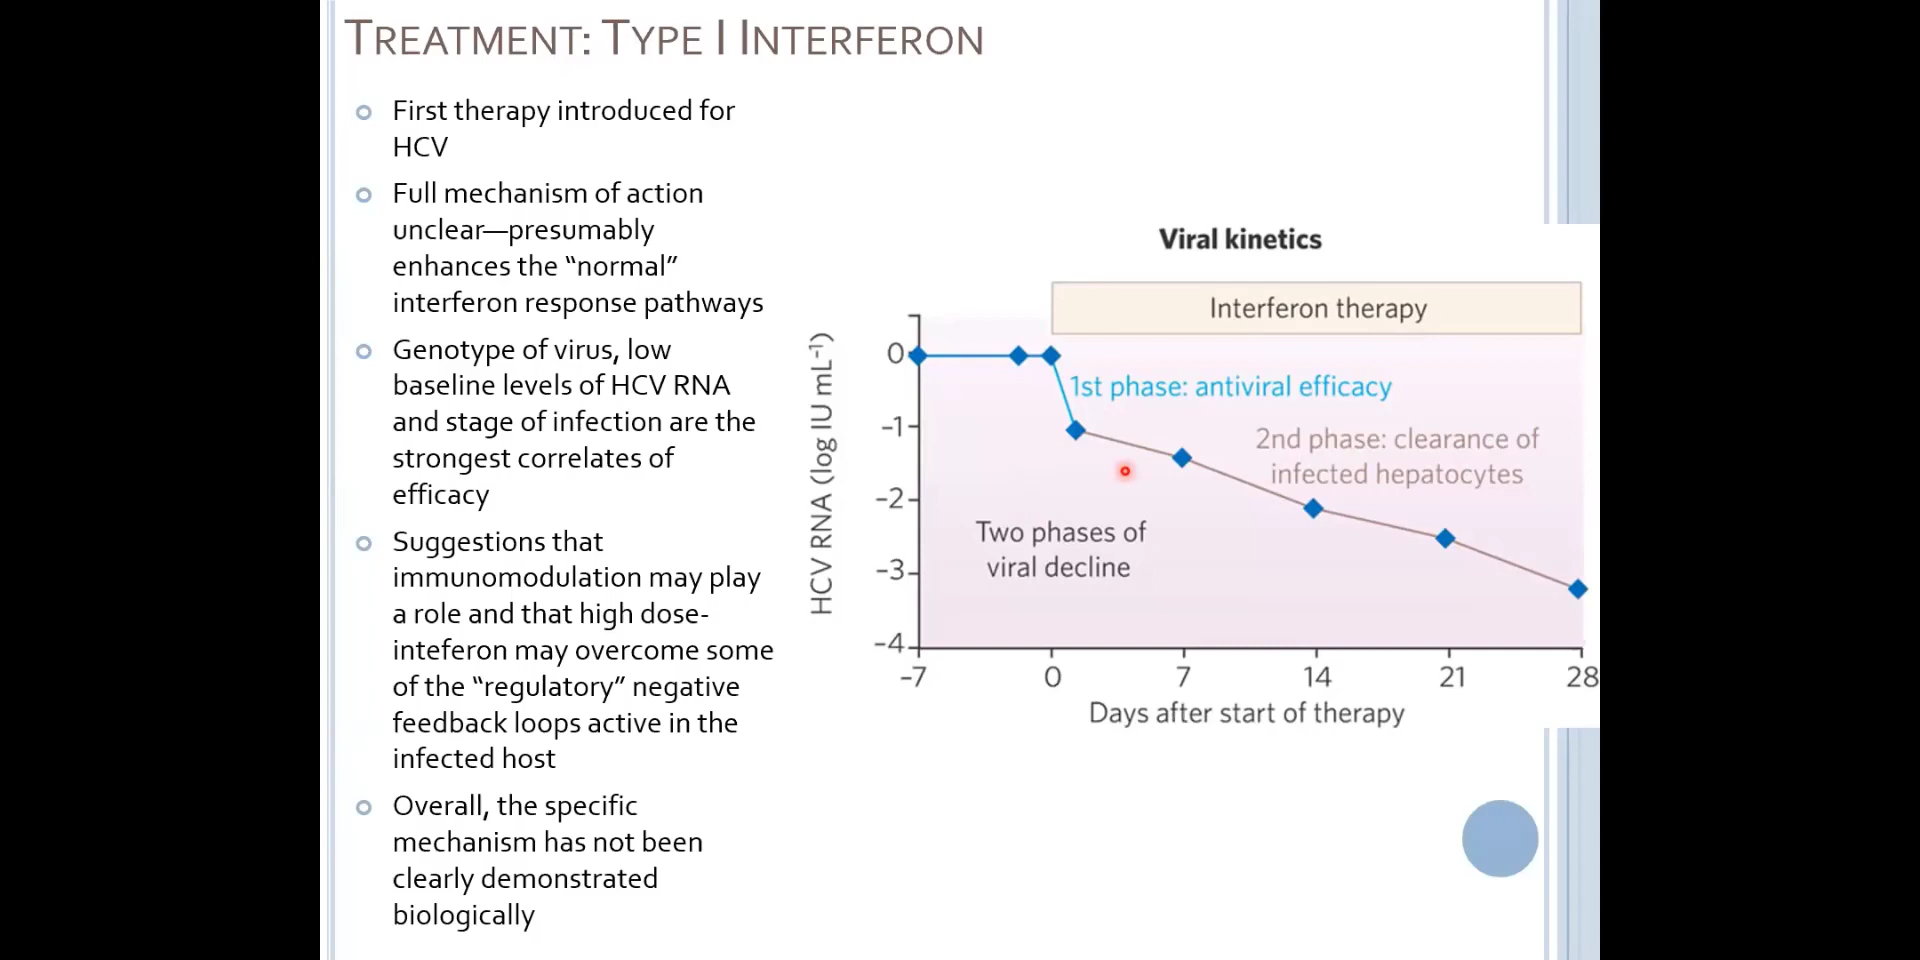 TREATMENT: TYPE I INTERFERON
First therapy introduced for
HCV
Full mechanism of action
unclear—presumably
enhances the “normal”
interferon response pathways
Genotype of virus, low
baseline levels of HCV RNA
and stage of infection are the
strongest correlates of
efficacy
Suggestions that
immunomodulation may play
a role and that high dose-
inteferon may overcome some
of the “regulatory” negative
feedback loops active in the
infected host
Overall, the specific
mechanism has not been
clearly demonstrated
biologically
Viral kinetics
Interferon therapy
HCV RNA (log IU mL⁻¹)
0
−1
−2
−3
−4
1st phase: antiviral efficacy
2nd phase: clearance of
infected hepatocytes
Two phases of
viral decline
−7 0 7 14 21 28
Days after start of therapy